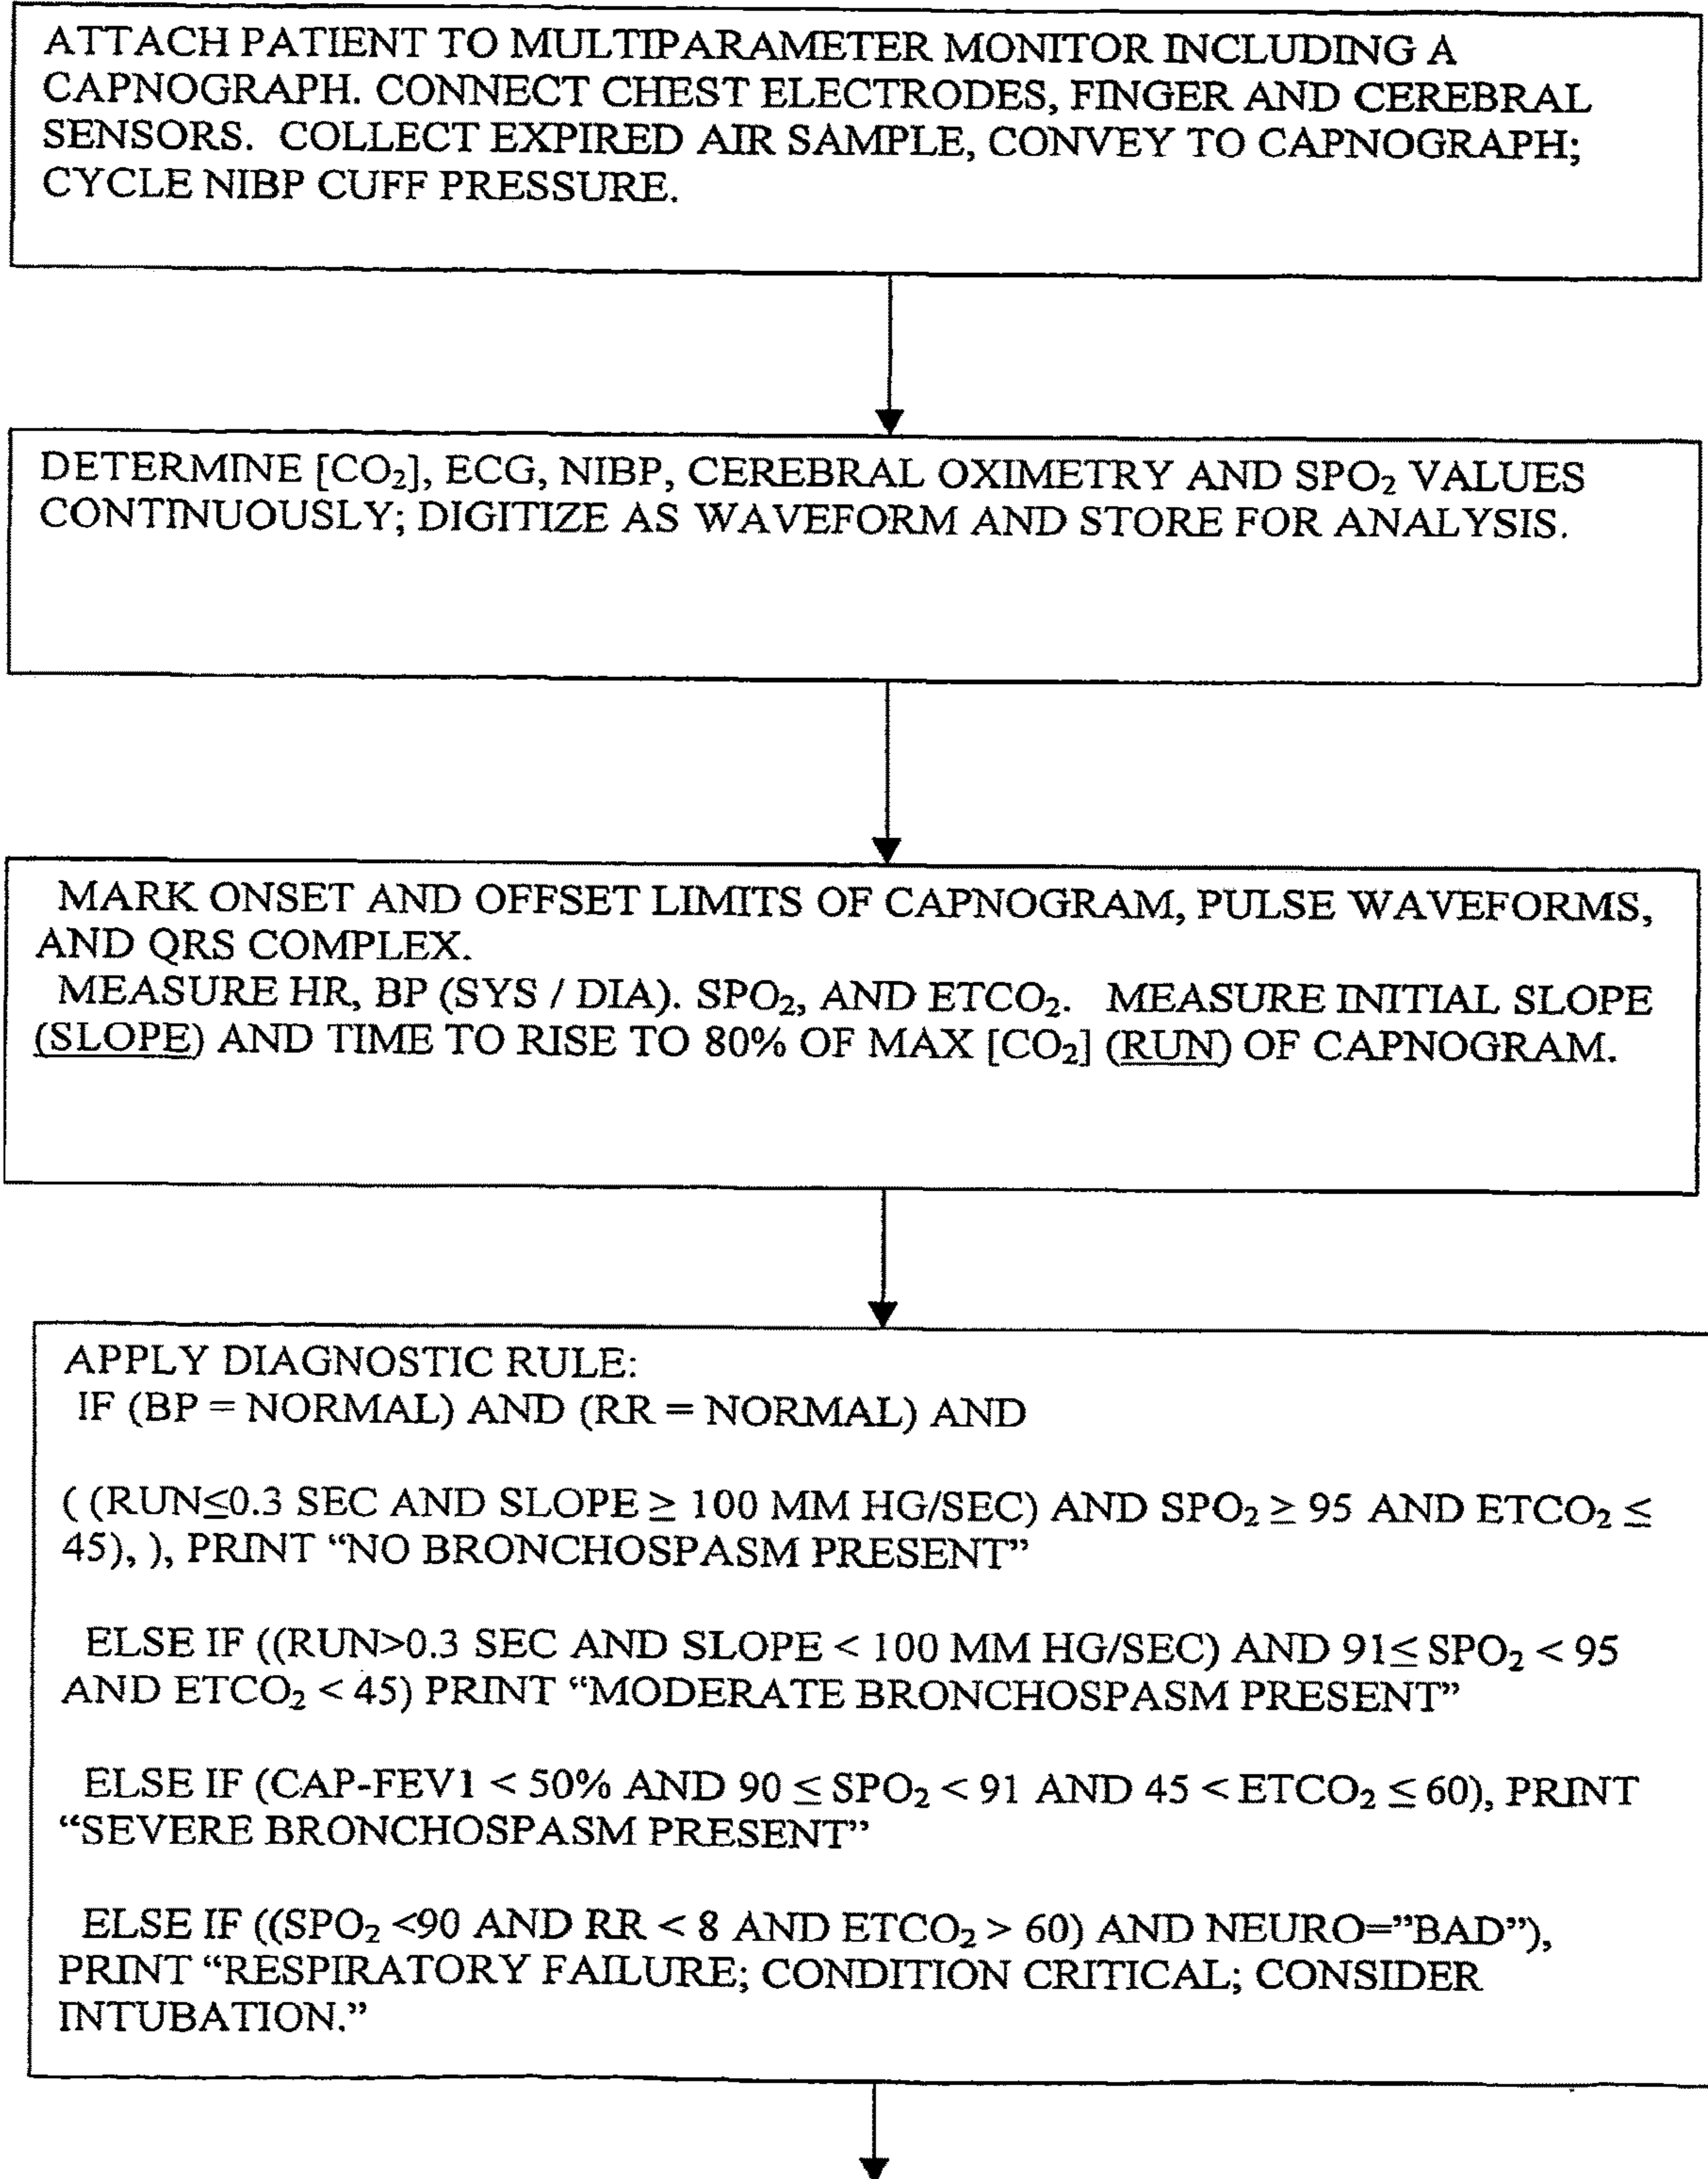 ATTACH PATIENT TO MULTIPARAMETER MONITOR INCLUDING A
CAPNOGRAPH. CONNECT CHEST ELECTRODES, FINGER AND CEREBRAL
SENSORS. COLLECT EXPIRED AIR SAMPLE, CONVEY TO CAPNOGRAPH;
CYCLE NIBP CUFF PRESSURE.
DETERMINE [CO₂], ECG, NIBP, CEREBRAL OXIMETRY AND SPO₂ VALUES
CONTINUOUSLY; DIGITIZE AS WAVEFORM AND STORE FOR ANALYSIS.
MARK ONSET AND OFFSET LIMITS OF CAPNOGRAM, PULSE WAVEFORMS,
AND QRS COMPLEX.
MEASURE HR, BP (SYS / DIA). SPO₂, AND ETCO₂. MEASURE INITIAL SLOPE
(SLOPE) AND TIME TO RISE TO 80% OF MAX [CO₂] (RUN) OF CAPNOGRAM.
APPLY DIAGNOSTIC RULE:
IF (BP = NORMAL) AND (RR = NORMAL) AND
( (RUN≤0.3 SEC AND SLOPE ≥ 100 MM HG/SEC) AND SPO₂ ≥ 95 AND ETCO₂ ≤
45), ), PRINT “NO BRONCHOSPASM PRESENT”
ELSE IF ((RUN>0.3 SEC AND SLOPE < 100 MM HG/SEC) AND 91≤ SPO₂ < 95
AND ETCO₂ < 45) PRINT “MODERATE BRONCHOSPASM PRESENT”
ELSE IF (CAP-FEV1 < 50% AND 90 ≤ SPO₂ < 91 AND 45 < ETCO₂ ≤ 60), PRINT
“SEVERE BRONCHOSPASM PRESENT”
ELSE IF ((SPO₂ <90 AND RR < 8 AND ETCO₂ > 60) AND NEURO=”BAD”),
PRINT “RESPIRATORY FAILURE; CONDITION CRITICAL; CONSIDER
INTUBATION.”